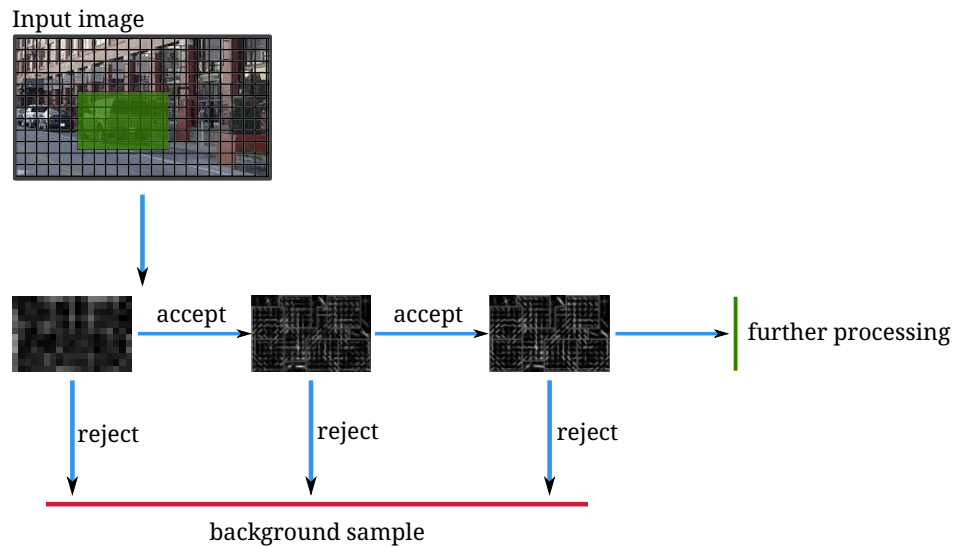 Input image
accept
accept
further processing
reject
reject
reject
background sample